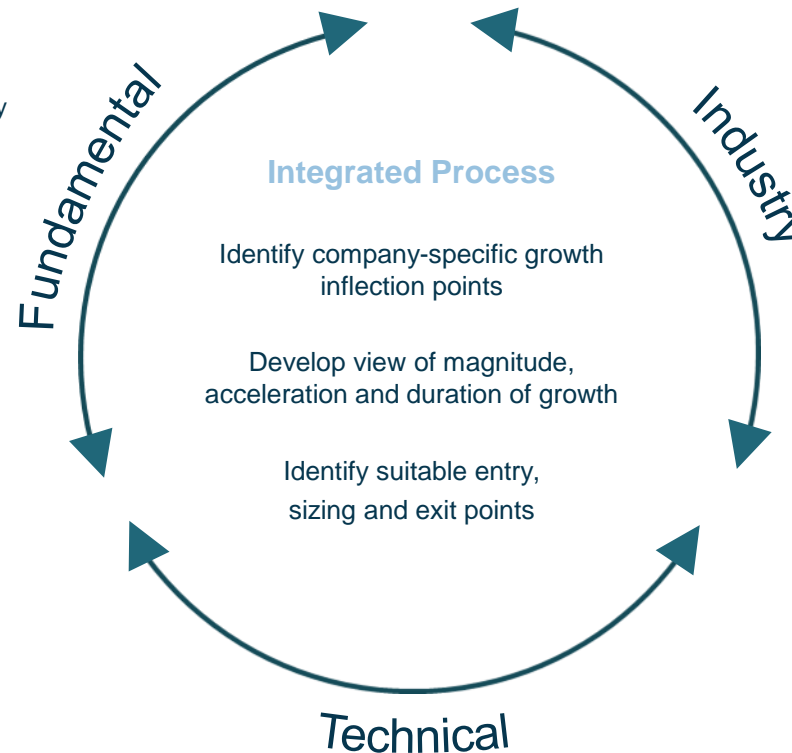 Fundamental
Industry
Integrated Process
Identify company-specific growth
inflection points
Develop view of magnitude,
acceleration and duration of growth
Identify suitable entry,
sizing and exit points
Technical